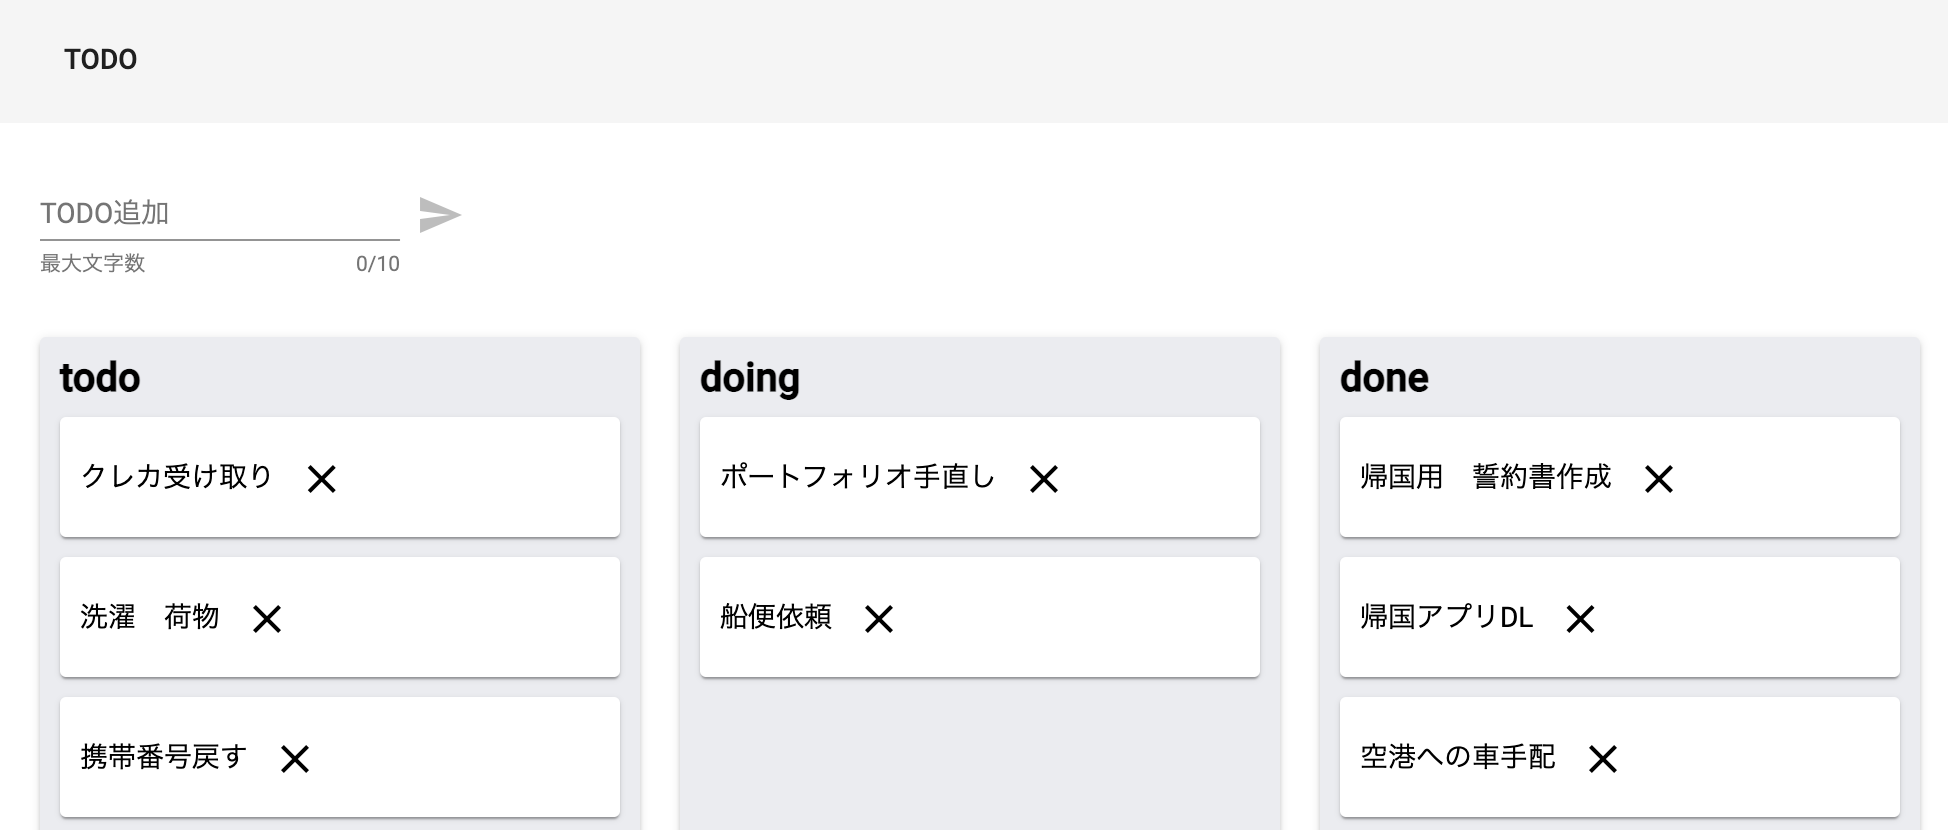 TODO
TODO追加
最大文字数 0/10
todo
クレカ受け取り
洗濯　荷物
携帯番号戻す
doing
ポートフォリオ手直し
船便依頼
done
帰国用　誓約書作成
帰国アプリDL
空港への車手配